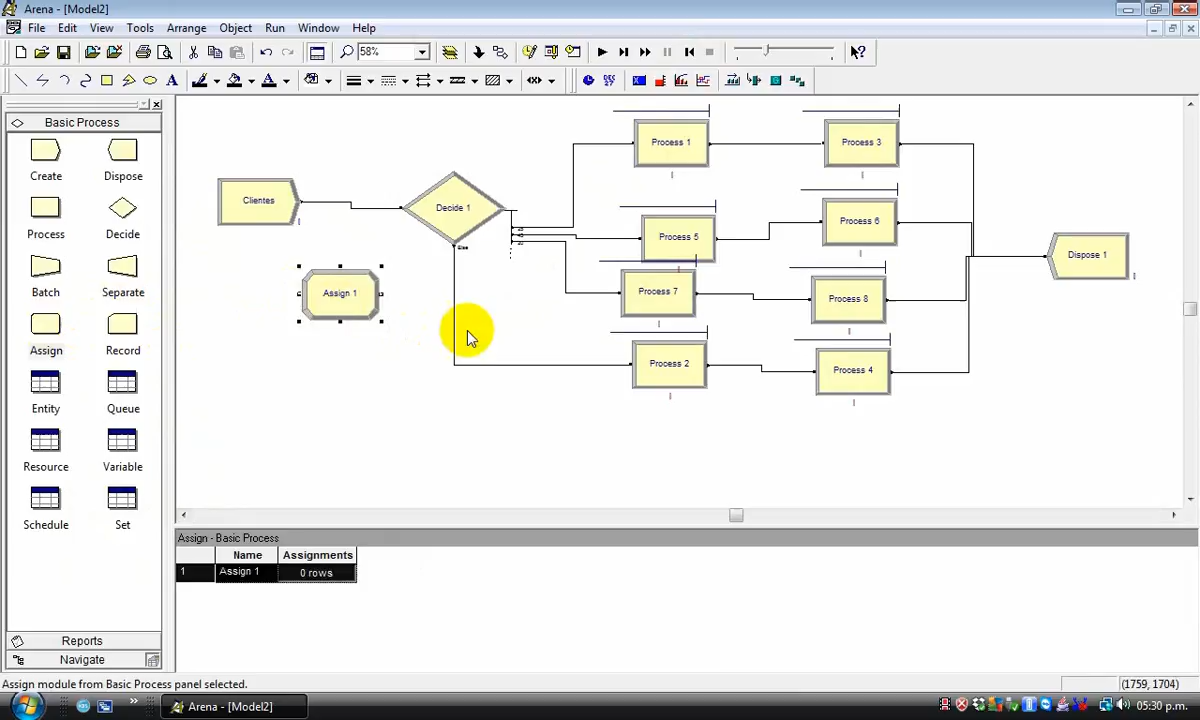 Arena - [Model2]
File Edit View Tools Arrange Object Run Window Help
58%
Basic Process
Create
Dispose
Process
Decide
Batch
Separate
Assign
Record
Entity
Queue
Resource
Variable
Schedule
Set
Reports
Navigate
Clientes
Decide 1
Else
Assign 1
Process 1
Process 3
Process 5
Process 6
Process 7
Process 8
Process 2
Process 4
Dispose 1
Assign - Basic Process
Name Assignments
1 Assign 1 0 rows
Assign module from Basic Process panel selected.
(1759, 1704)
Arena - [Model2]
05:30 p.m.